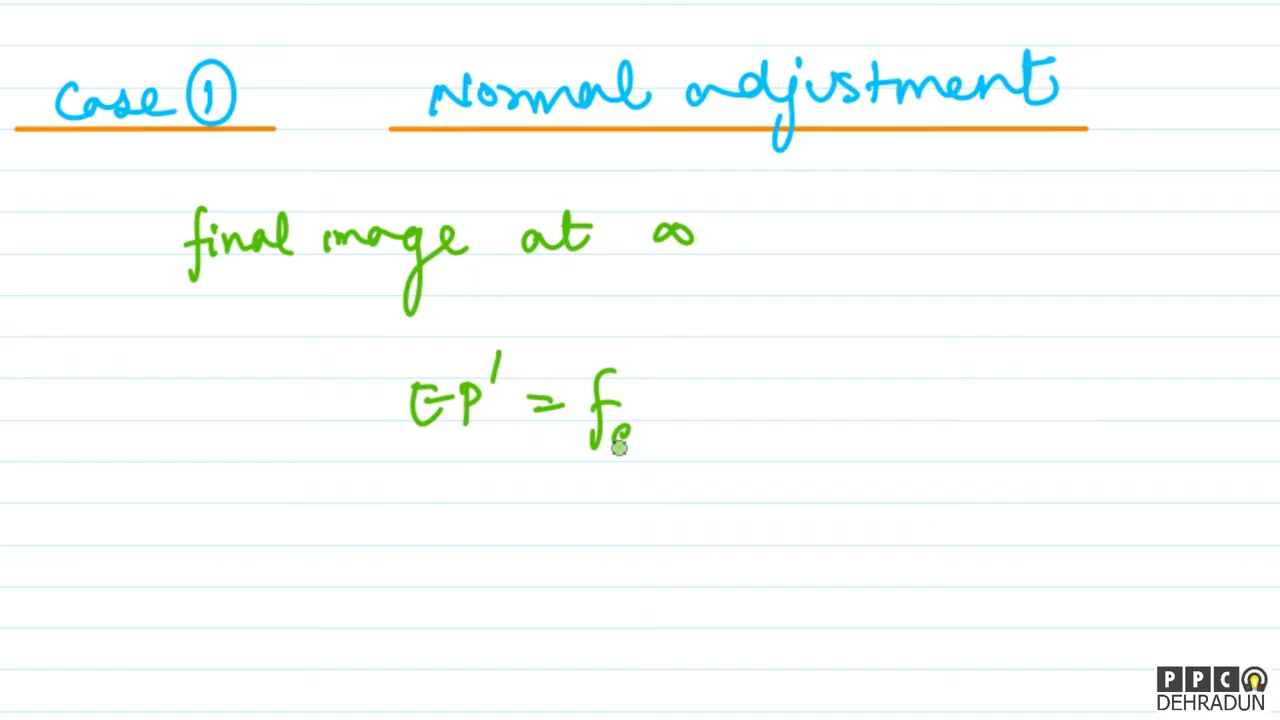 Case ① Normal adjustment
final image at ∞
EP' = fe
PPC
DEHRADUN